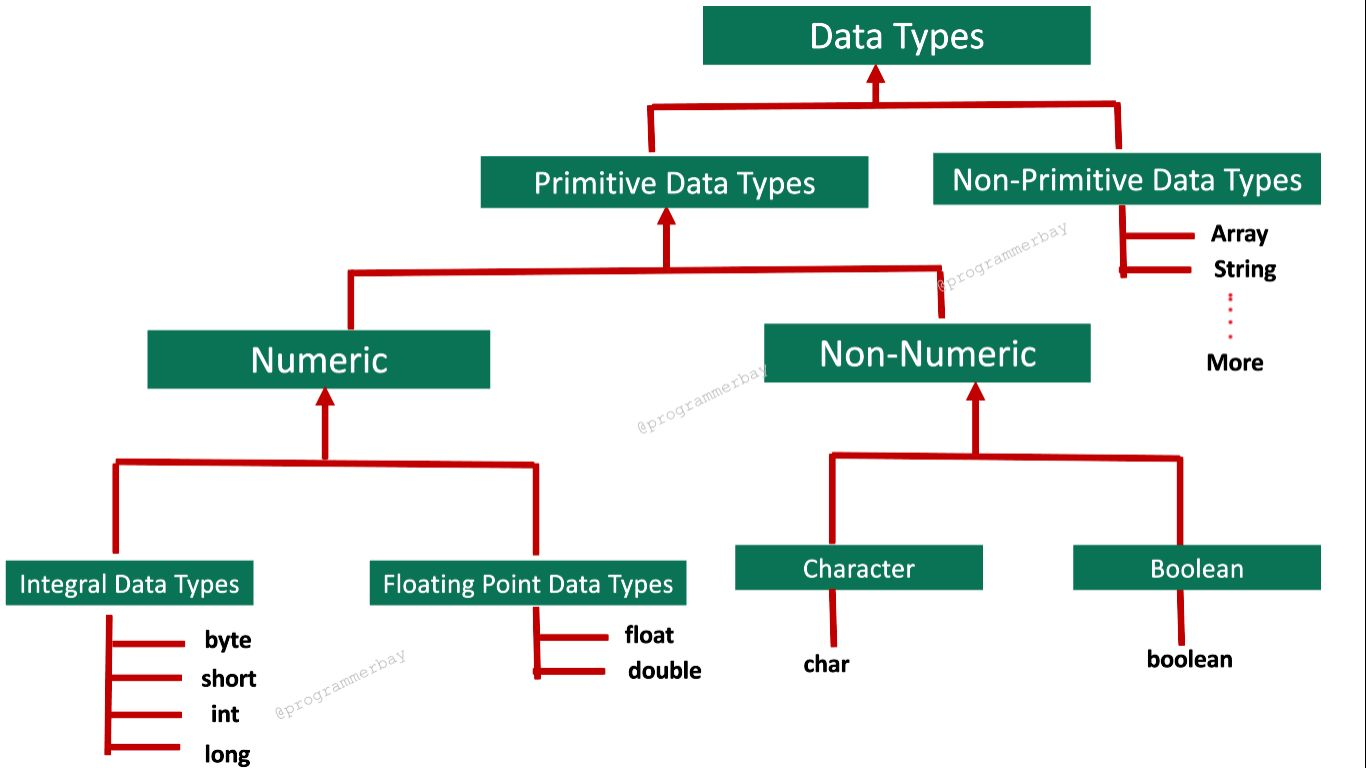 Data Types
Primitive Data Types
Non-Primitive Data Types
Array
String
More
@programmerbay
Numeric
Non-Numeric
@programmerbay
Integral Data Types
Floating Point Data Types
Character
Boolean
byte
short
int
long
float
double
char
boolean
@programmerbay